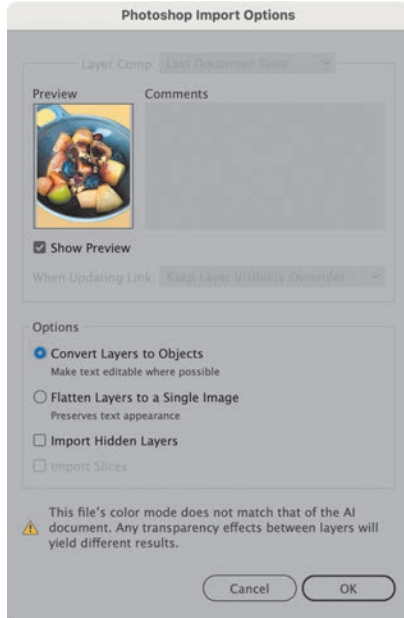 Photoshop Import Options
Layer Comp: Last Document State
Preview
Comments
Show Preview
When Updating Link: Keep Layer Visibility Overrides
Options
Convert Layers to Objects
Make text editable where possible
Flatten Layers to a Single Image
Preserves text appearance
Import Hidden Layers
Import Slices
This file's color mode does not match that of the AI
document. Any transparency effects between layers will
yield different results.
Cancel
OK